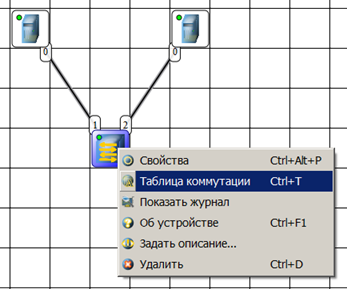 0
0
1
2
Свойства Ctrl+Alt+P
Таблица коммутации Ctrl+T
Показать журнал
Об устройстве Ctrl+F1
Задать описание...
Удалить Ctrl+D